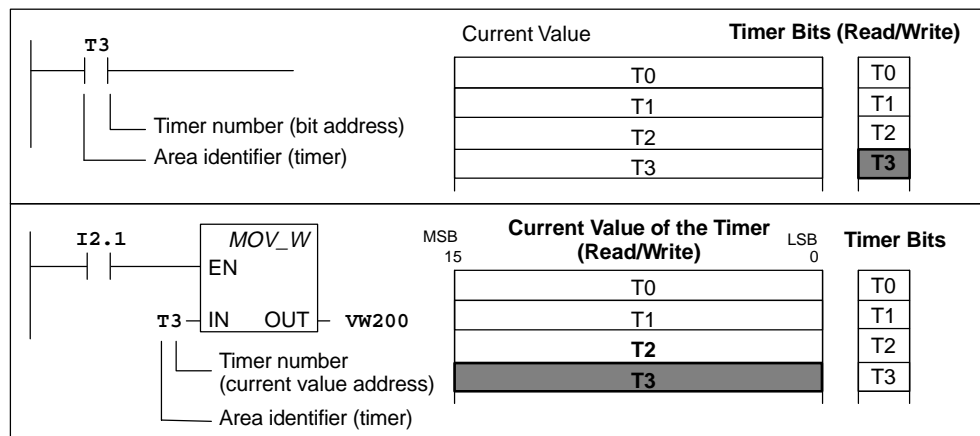 T3
Timer number (bit address)
Area identifier (timer)
Current Value
Timer Bits (Read/Write)
T0
T1
T2
T3
T0
T1
T2
T3
I2.1
MOV_W
EN
T3
IN
OUT
VW200
Timer number
(current value address)
Area identifier (timer)
MSB
15
Current Value of the Timer
(Read/Write)
LSB
0
T0
T1
T2
T3
Timer Bits
T0
T1
T2
T3